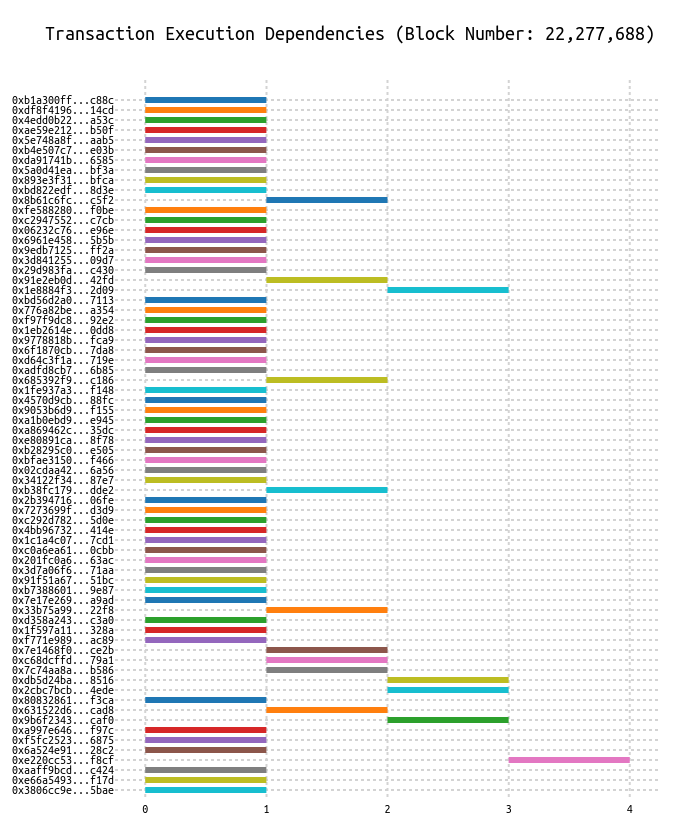 Transaction Execution Dependencies (Block Number: 22,277,688)
0xb1a300ff...c88c
0xdf8f4196...14cd
0x4edd0b22...a53c
0xae59e212...b50f
0x5e748a8f...aab5
0xb4e507c7...e03b
0xda91741b...6585
0x5a0d41ea...bf3a
0x893e3f31...bfca
0xbd822edf...8d3e
0x8b61c6fc...c5f2
0xfe588280...f0be
0xc2947552...c7cb
0x06232c76...e96e
0x6961e458...5b5b
0x9edb7125...ff2a
0x3d841255...09d7
0x29d983fa...c430
0x91e2eb0d...42fd
0x1e8884f3...2d09
0xbd56d2a0...7113
0x776a82be...a354
0xf97f9dc8...92e2
0x1eb2614e...0dd8
0x9778818b...fca9
0x6f1870cb...7da8
0xd64c3f1a...719e
0xadfd8cb7...6b85
0x685392f9...c186
0x1fe937a3...f148
0x4570d9cb...88fc
0x9053b6d9...f155
0xa1b0ebd9...e945
0xa869462c...35dc
0xe80891ca...8f78
0xb28295c0...e505
0xbfae3150...f466
0x02cdaa42...6a56
0x34122f34...87e7
0xb38fc179...dde2
0x2b394716...06fe
0x7273699f...d3d9
0xc292d782...5d0e
0x4bb96732...414e
0x1c1a4c07...7cd1
0xc0a6ea61...0cbb
0x201fc0a6...63ac
0x3d7a06f6...71aa
0x91f51a67...51bc
0xb7388601...9e87
0x7e17e269...a9ad
0x33b75a99...22f8
0xd358a243...c3a0
0x1f597a11...328a
0xf771e989...ac89
0x7e1468f0...ce2b
0xc68dcffd...79a1
0x7c74aa8a...b586
0xdb5d24ba...8516
0x2cbc7bcb...4ede
0x80832861...f3ca
0x631522d6...cad8
0x9b6f2343...caf0
0xa997e646...f97c
0xf5fc2523...6875
0x6a524e91...28c2
0xe220cc53...f8cf
0xaaff9bcd...c424
0xe66a5493...f17d
0x3806cc9e...5bae
0 1 2 3 4